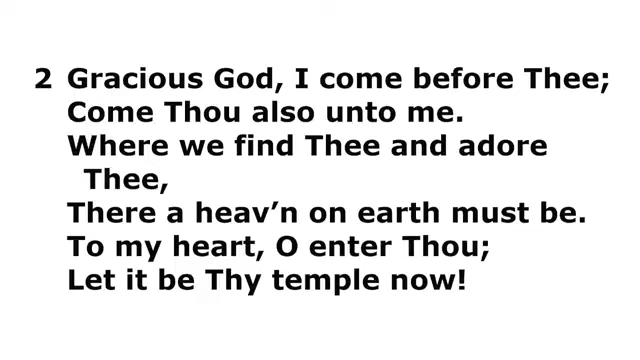 2 Gracious God, I come before Thee;
Come Thou also unto me.
Where we find Thee and adore
Thee,
There a heav’n on earth must be.
To my heart, O enter Thou;
Let it be Thy temple now!